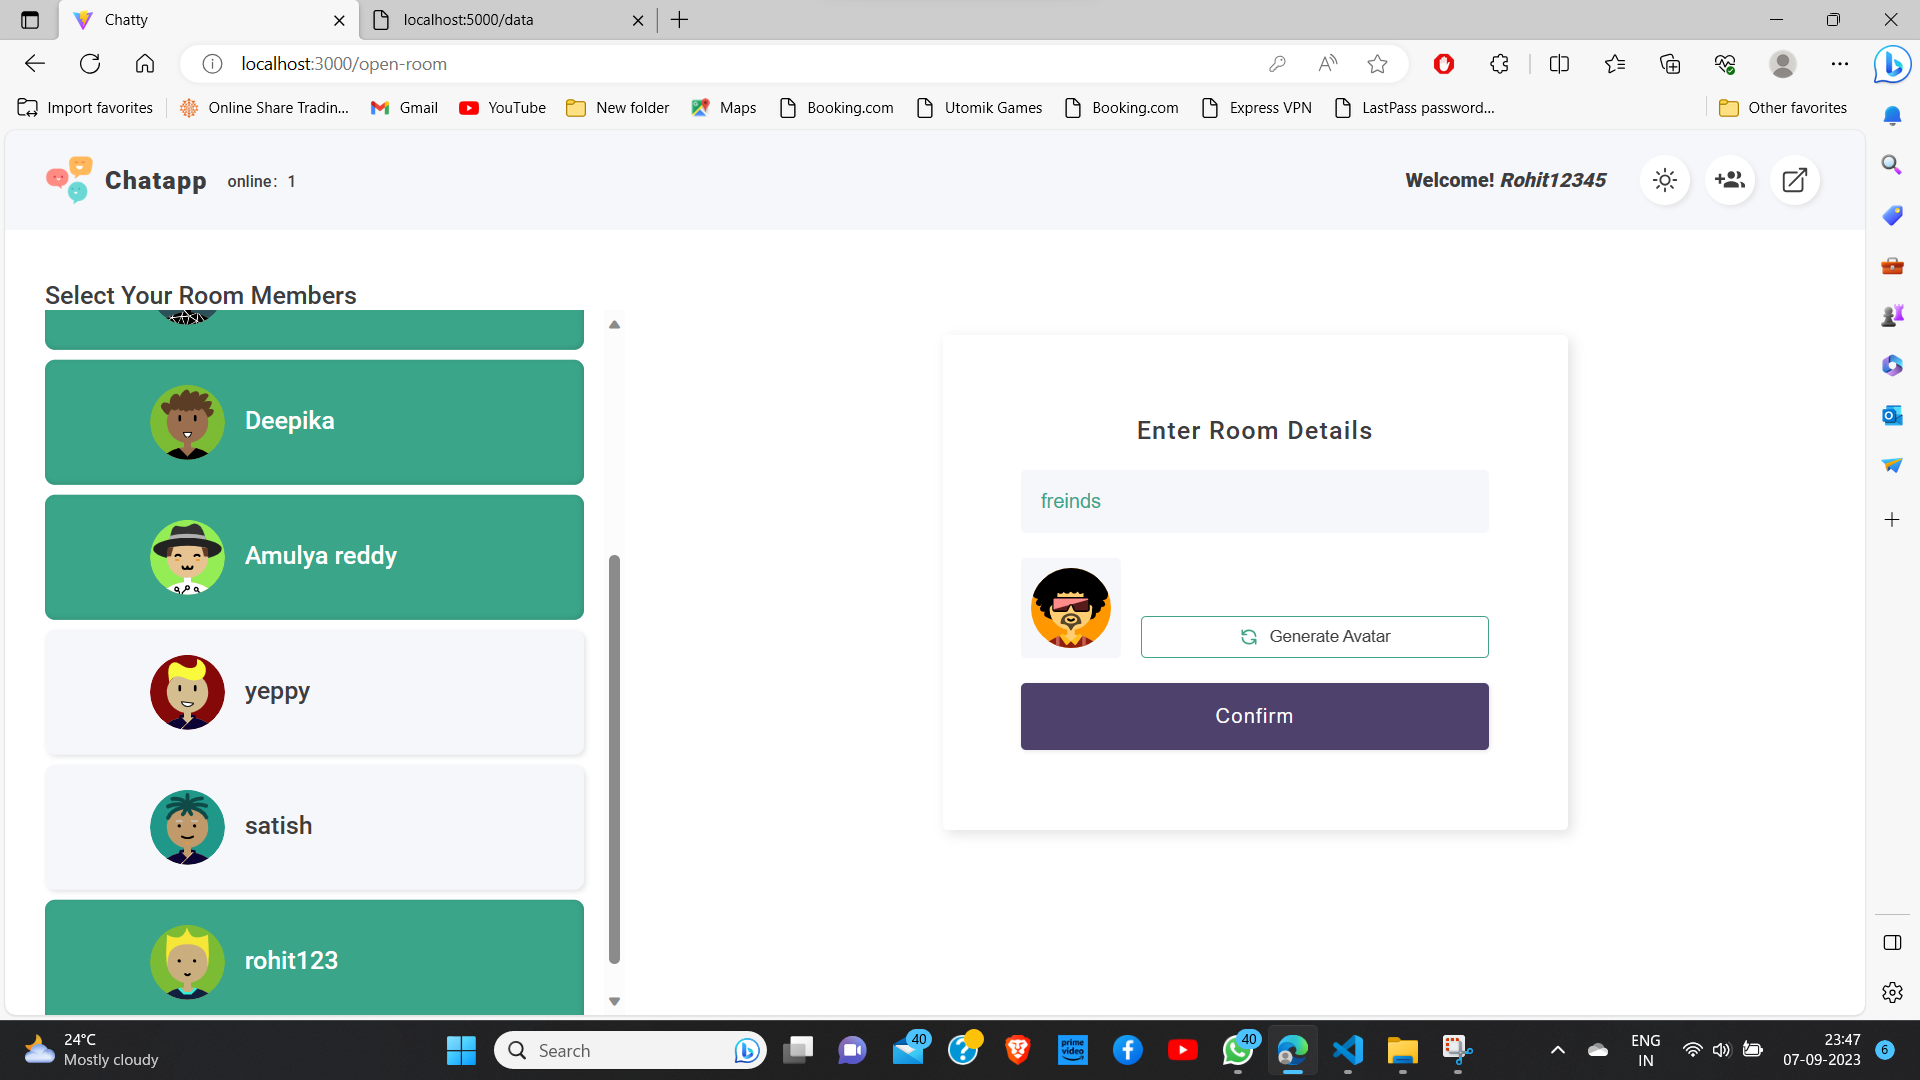 Chatty
localhost:5000/data
localhost:3000/open-room
Import favorites
Online Share Tradin...
Gmail
YouTube
New folder
Maps
Booking.com
Utomik Games
Booking.com
Express VPN
LastPass password...
Other favorites
Chatapp
online: 1
Welcome! Rohit12345
Select Your Room Members
Deepika
Amulya reddy
yeppy
satish
rohit123
Enter Room Details
freinds
Generate Avatar
Confirm
24°C
Mostly cloudy
Search
40
prime video
40
ENG
IN
23:47
07-09-2023
6